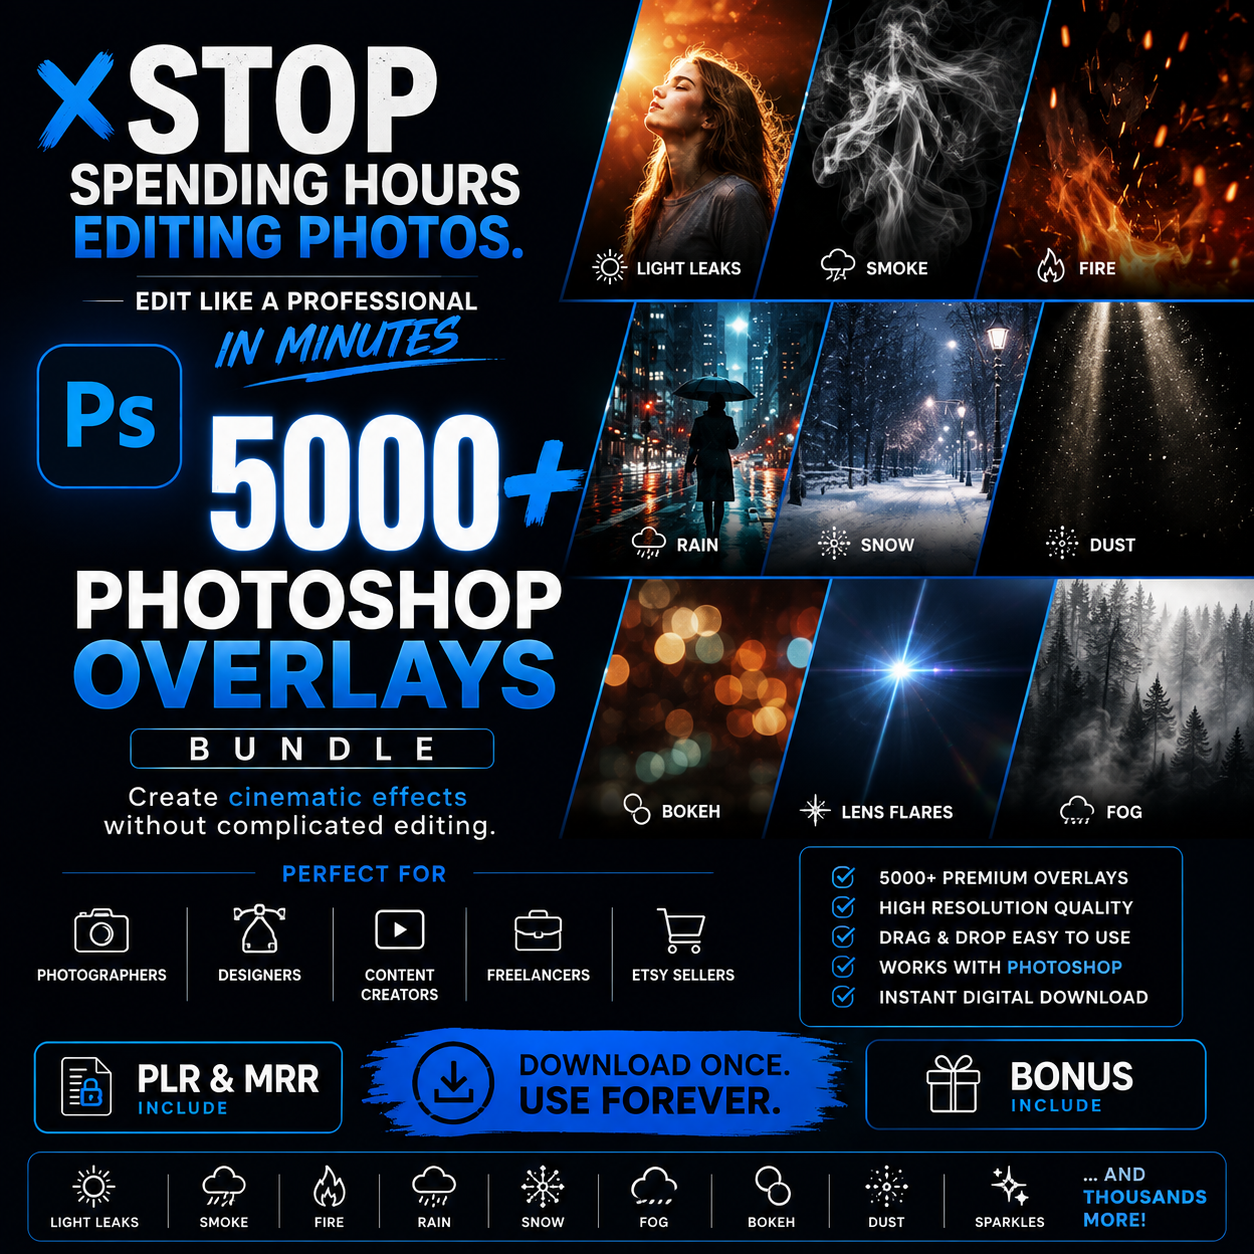 STOP
SPENDING HOURS
EDITING PHOTOS.
EDIT LIKE A PROFESSIONAL
IN MINUTES
Ps
5000+
PHOTOSHOP
OVERLAYS
BUNDLE
Create cinematic effects
without complicated editing.
LIGHT LEAKS
SMOKE
FIRE
RAIN
SNOW
DUST
BOKEH
LENS FLARES
FOG
PERFECT FOR
PHOTOGRAPHERS
DESIGNERS
CONTENT
CREATORS
FREELANCERS
ETSY SELLERS
5000+ PREMIUM OVERLAYS
HIGH RESOLUTION QUALITY
DRAG & DROP EASY TO USE
WORKS WITH PHOTOSHOP
INSTANT DIGITAL DOWNLOAD
PLR & MRR
INCLUDE
DOWNLOAD ONCE.
USE FOREVER.
BONUS
INCLUDE
LIGHT LEAKS
SMOKE
FIRE
RAIN
SNOW
FOG
BOKEH
DUST
SPARKLES
... AND
THOUSANDS
MORE!